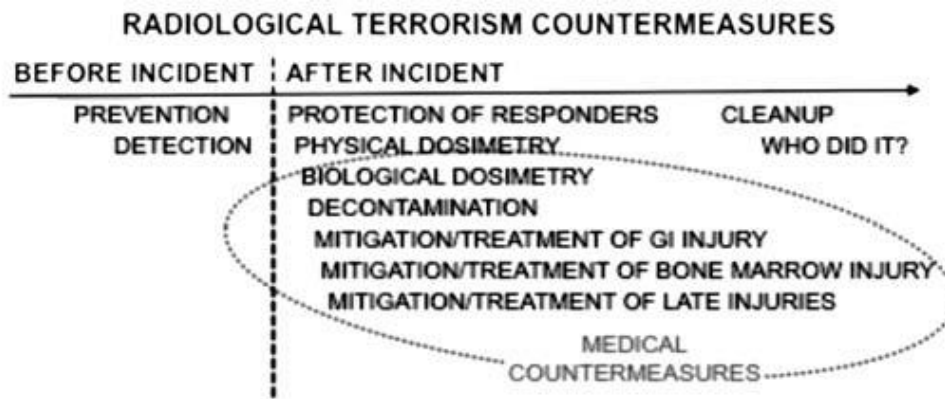 RADIOLOGICAL TERRORISM COUNTERMEASURES
BEFORE INCIDENT AFTER INCIDENT
PREVENTION PROTECTION OF RESPONDERS CLEANUP
DETECTION PHYSICAL DOSIMETRY WHO DID IT?
BIOLOGICAL DOSIMETRY
DECONTAMINATION
MITIGATION/TREATMENT OF GI INJURY
MITIGATION/TREATMENT OF BONE MARROW INJURY
MITIGATION/TREATMENT OF LATE INJURIES
MEDICAL
COUNTERMEASURES